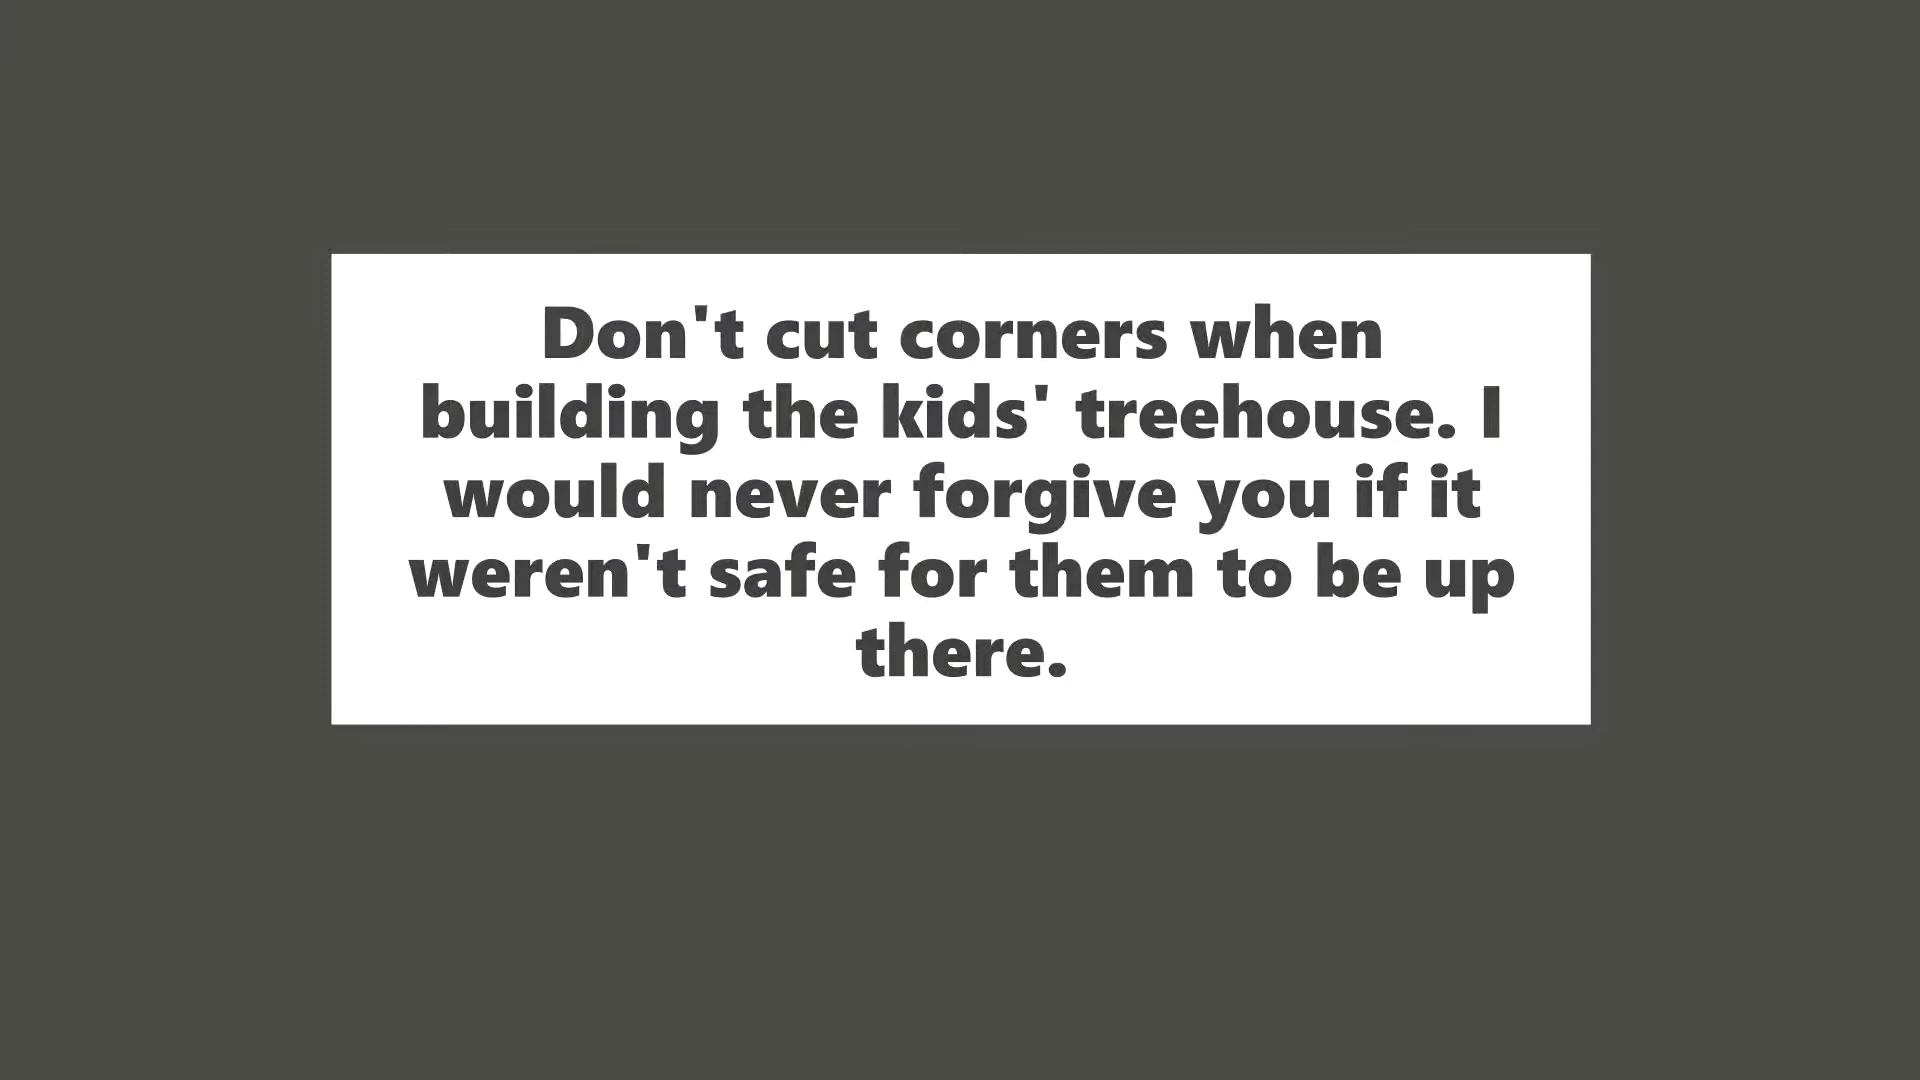 Don't cut corners when
building the kids' treehouse. I
would never forgive you if it
weren't safe for them to be up
there.